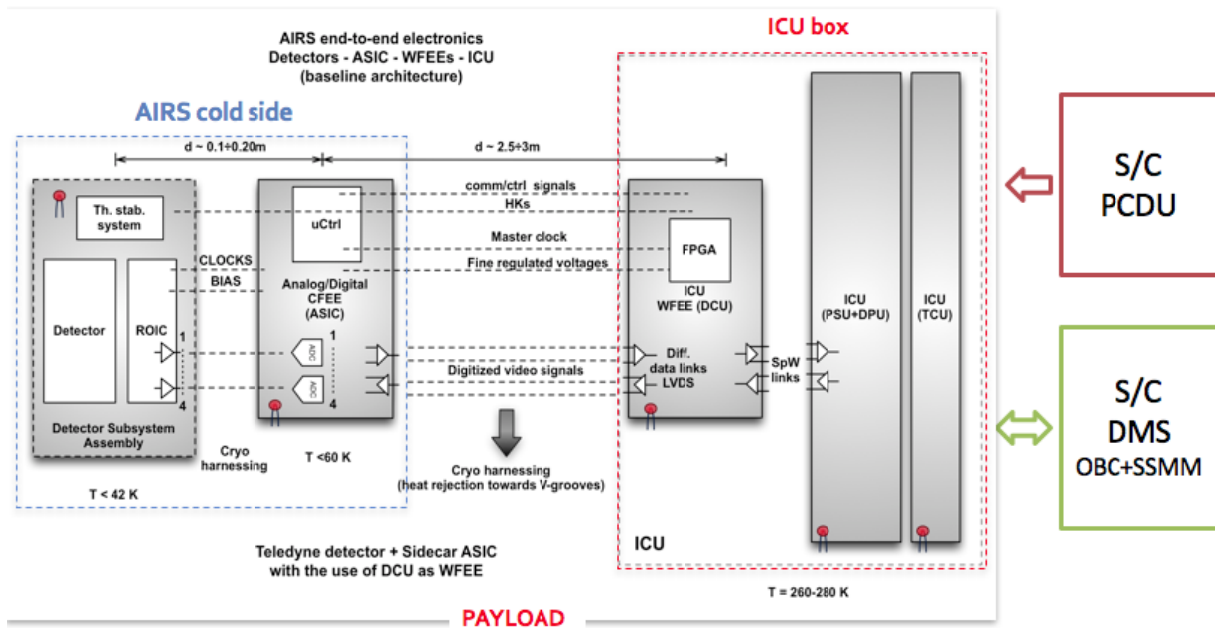 ICU box
AIRS end-to-end electronics
Detectors - ASIC - WFEEs - ICU
(baseline architecture)
AIRS cold side
d ~ 0.1÷0.20m
d ~ 2.5÷3m
Th. stab.
system
Detector
ROIC
1
4
Detector Subsystem
Assembly
T < 42 K
CLOCKS
BIAS
Cryo
harnessing
uCtrl
Analog/Digital
CFEE
(ASIC)
ADC
ADC
1
4
T <60 K
comm/ctrl signals
HKs
Master clock
Fine regulated voltages
Digitized video signals
Cryo harnessing
(heat rejection towards V-grooves)
FPGA
ICU
WFEE (DCU)
Diff.
data links
LVDS
SpW
links
ICU
(PSU+DPU)
ICU
(TCU)
ICU
T = 260-280 K
Teledyne detector + Sidecar ASIC
with the use of DCU as WFEE
PAYLOAD
S/C
PCDU
S/C
DMS
OBC+SSMM